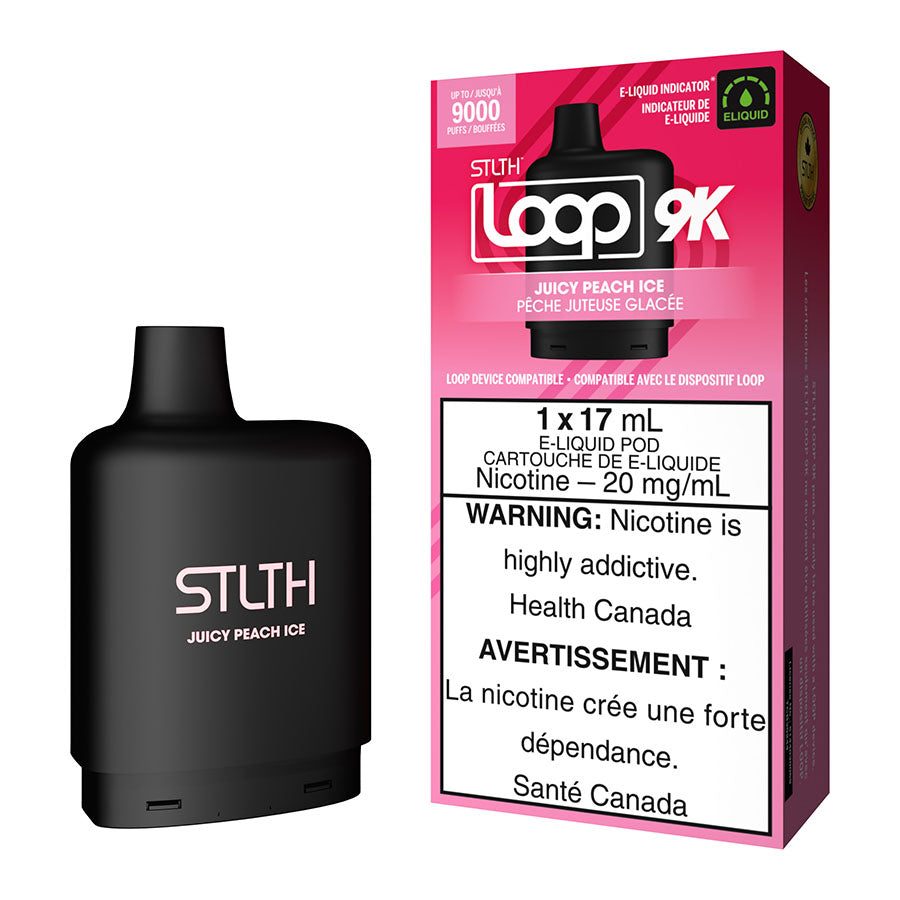 STLTH
JUICY PEACH ICE
UP TO / JUSQU'À
9000
PUFFS / BOUFFÉES
E-LIQUID INDICATOR*
INDICATEUR DE
E-LIQUIDE
ELIQUID
STLTH
LOOP 9K
JUICY PEACH ICE
PÊCHE JUTEUSE GLACÉE
LOOP DEVICE COMPATIBLE • COMPATIBLE AVEC LE DISPOSITIF LOOP
1 x 17 mL
E-LIQUID POD
CARTOUCHE DE E-LIQUIDE
Nicotine – 20 mg/mL
WARNING: Nicotine is
highly addictive.
Health Canada
AVERTISSEMENT :
La nicotine crée une forte
dépendance.
Santé Canada
STLTH